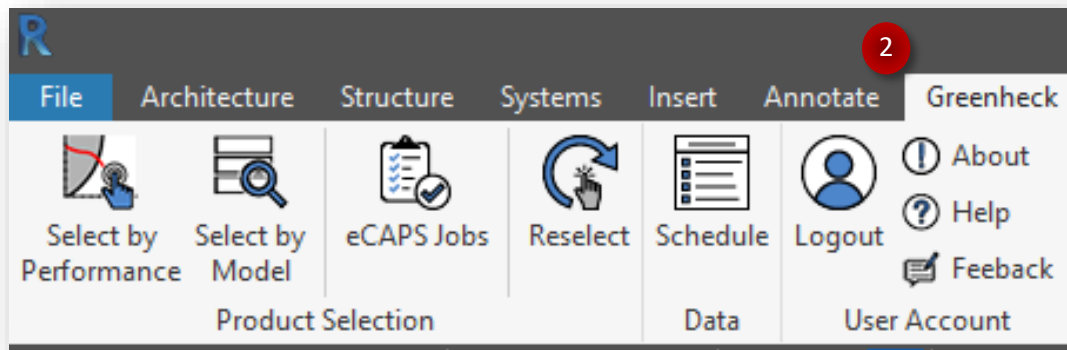 R
2
File Architecture Structure Systems Insert Annotate Greenheck
Select by Performance
Select by Model
eCAPS Jobs
Reselect
Schedule
Logout
About
Help
Feeback
Product Selection
Data
User Account